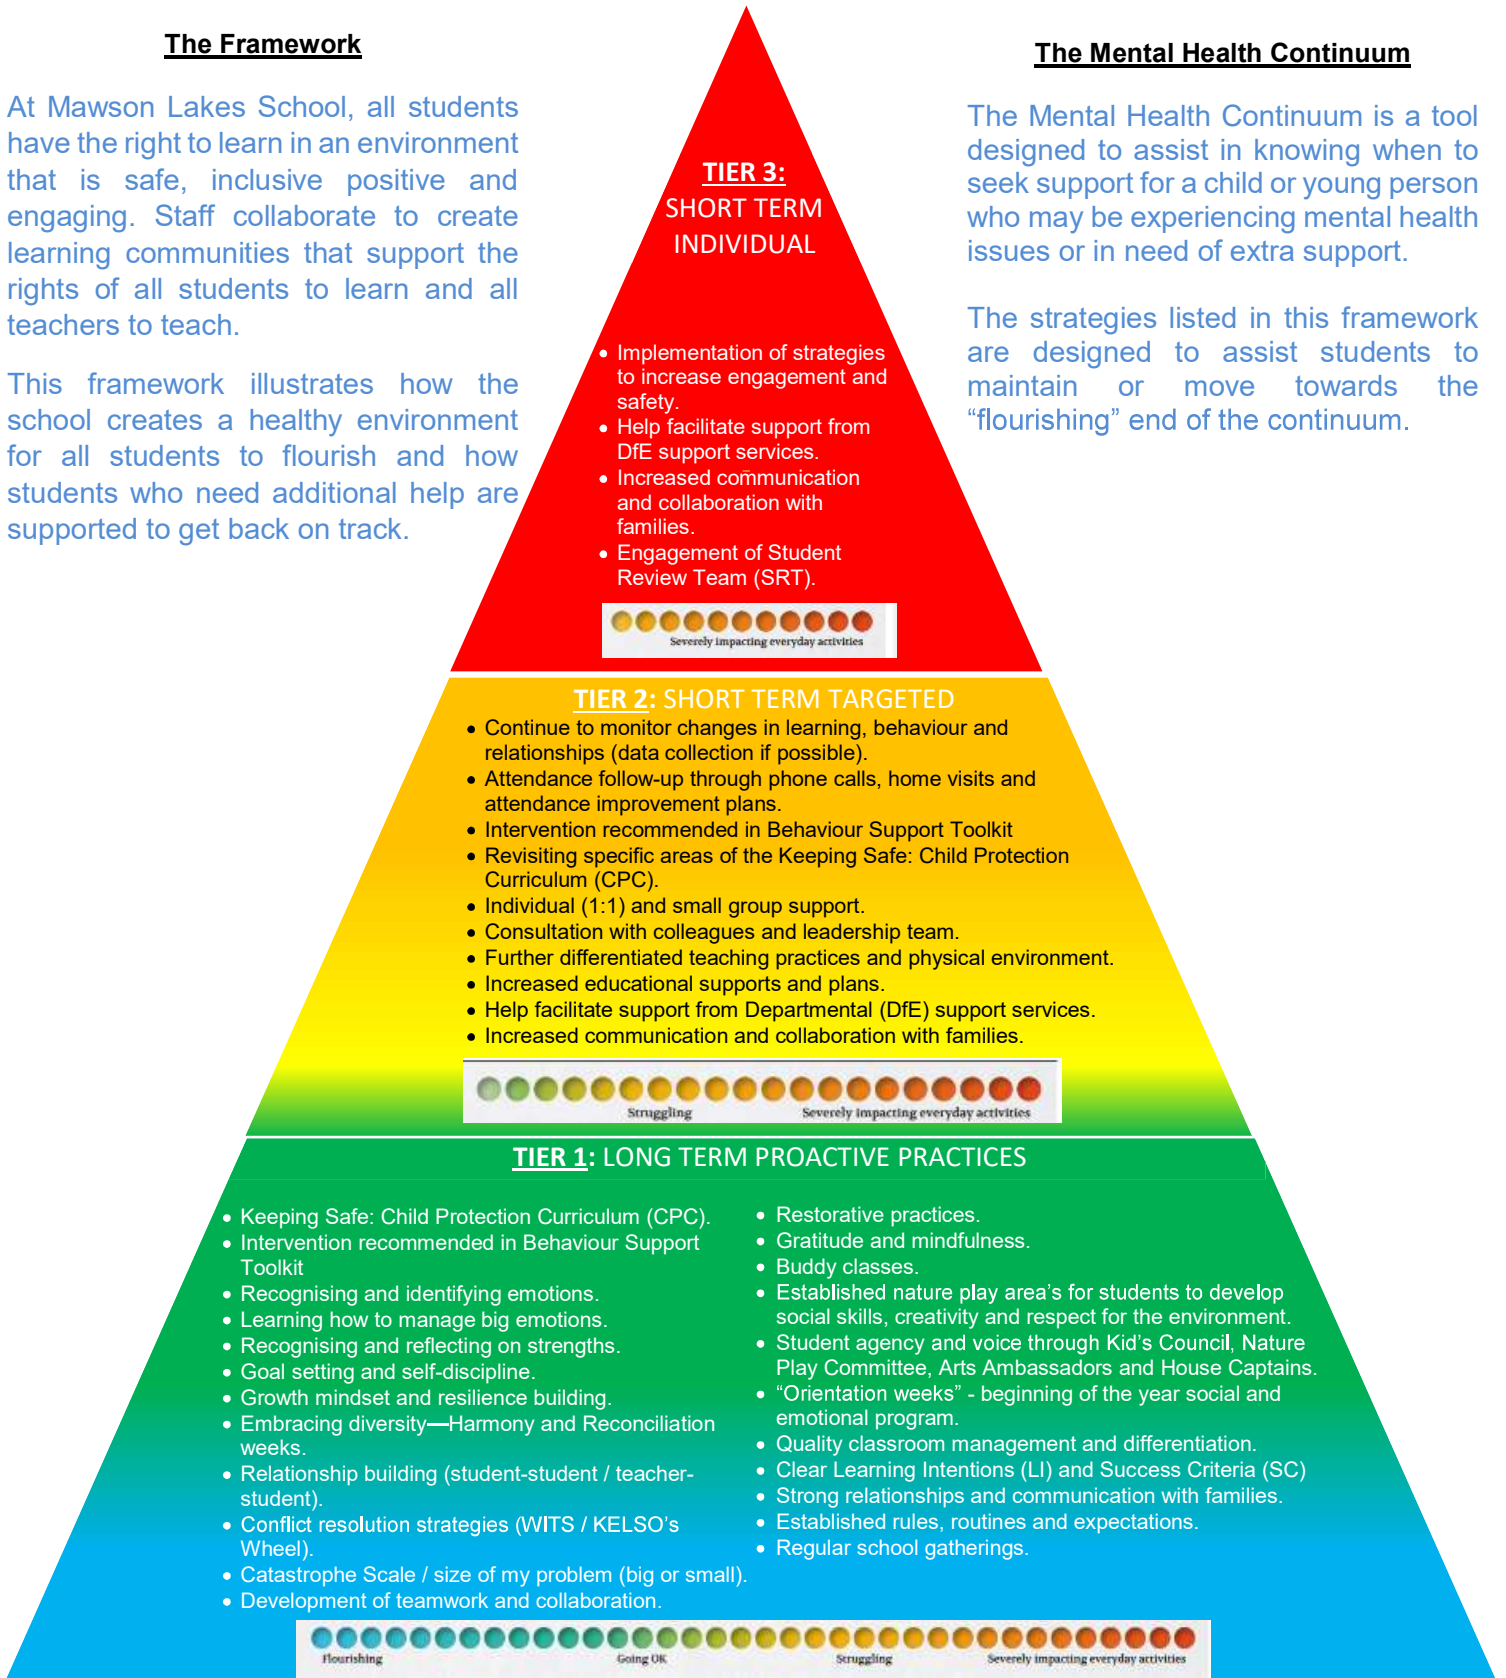 The Framework
At Mawson Lakes School, all students
have the right to learn in an environment
that is safe, inclusive positive and
engaging. Staff collaborate to create
learning communities that support the
rights of all students to learn and all
teachers to teach.
This framework illustrates how the
school creates a healthy environment
for all students to flourish and how
students who need additional help are
supported to get back on track.
The Mental Health Continuum
The Mental Health Continuum is a tool
designed to assist in knowing when to
seek support for a child or young person
who may be experiencing mental health
issues or in need of extra support.
The strategies listed in this framework
are designed to assist students to
maintain or move towards the
“flourishing” end of the continuum.
TIER 3:
SHORT TERM
INDIVIDUAL
• Implementation of strategies
to increase engagement and
safety.
• Help facilitate support from
DfE support services.
• Increased communication
and collaboration with
families.
• Engagement of Student
Review Team (SRT).
Severely impacting everyday activities
TIER 2: SHORT TERM TARGETED
• Continue to monitor changes in learning, behaviour and
relationships (data collection if possible).
• Attendance follow-up through phone calls, home visits and
attendance improvement plans.
• Intervention recommended in Behaviour Support Toolkit
• Revisiting specific areas of the Keeping Safe: Child Protection
Curriculum (CPC).
• Individual (1:1) and small group support.
• Consultation with colleagues and leadership team.
• Further differentiated teaching practices and physical environment.
• Increased educational supports and plans.
• Help facilitate support from Departmental (DfE) support services.
• Increased communication and collaboration with families.
Struggling
Severely impacting everyday activities
TIER 1: LONG TERM PROACTIVE PRACTICES
• Keeping Safe: Child Protection Curriculum (CPC).
• Intervention recommended in Behaviour Support
Toolkit
• Recognising and identifying emotions.
• Learning how to manage big emotions.
• Recognising and reflecting on strengths.
• Goal setting and self-discipline.
• Growth mindset and resilience building.
• Embracing diversity—Harmony and Reconciliation
weeks.
• Relationship building (student-student / teacher-
student).
• Conflict resolution strategies (WITS / KELSO’s
Wheel).
• Catastrophe Scale / size of my problem (big or small).
• Development of teamwork and collaboration.
• Restorative practices.
• Gratitude and mindfulness.
• Buddy classes.
• Established nature play area’s for students to develop
social skills, creativity and respect for the environment.
• Student agency and voice through Kid’s Council, Nature
Play Committee, Arts Ambassadors and House Captains.
• “Orientation weeks” - beginning of the year social and
emotional program.
• Quality classroom management and differentiation.
• Clear Learning Intentions (LI) and Success Criteria (SC)
• Strong relationships and communication with families.
• Established rules, routines and expectations.
• Regular school gatherings.
Flourishing
Going OK
Struggling
Severely impacting everyday activities